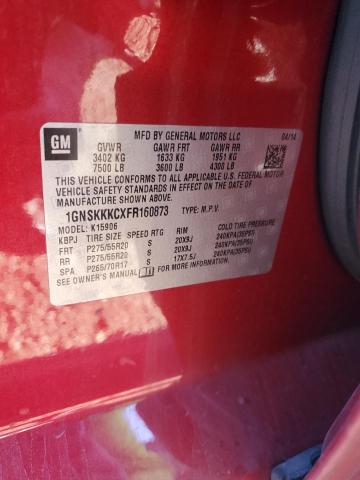 GM
MFD BY GENERAL MOTORS LLC 04/14
GVWR GAWR FRT GAWR RR
3402 KG 1633 KG 1951 KG
7500 LB 3600 LB 4300 LB
THIS VEHICLE CONFORMS TO ALL APPLICABLE U.S. FEDERAL MOTOR
VEHICLE SAFETY STANDARDS IN EFFECT ON THE DATE OF
MANUFACTURE SHOWN ABOVE.
1GNSKKKCXFR160873 TYPE: M.P.V.
MODEL: K15906
KBPJ TIRE SIZE SPEED RTG RIM COLD TIRE PRESSURE
FRT P275/55R20 S 20X9J 240KPA(35PSI)
RR P275/55R20 S 20X9J 240KPA(35PSI)
SPA P265/70R17 S 17X7.5J 240KPA(35PSI)
SEE OWNER'S MANUAL FOR ADDITIONAL INFORMATION.